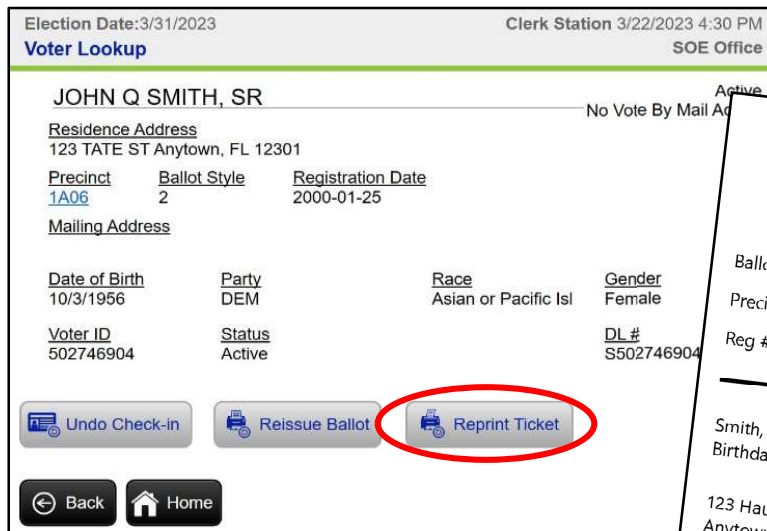 Election Date:3/31/2023 Clerk Station 3/22/2023 4:30 PM
Voter Lookup SOE Office
JOHN Q SMITH, SR Active
No Vote By Mail
Residence Address
123 TATE ST Anytown, FL 12301
Precinct Ballot Style Registration Date
1A06 2 2000-01-25
Mailing Address
Date of Birth Party Race Gender
10/3/1956 DEM Asian or Pacific Isl Female
Voter ID Status DL #
502746904 Active S502746904
Undo Check-in Reissue Ballot Reprint Ticket
Back Home
Reg #
Smith,
123